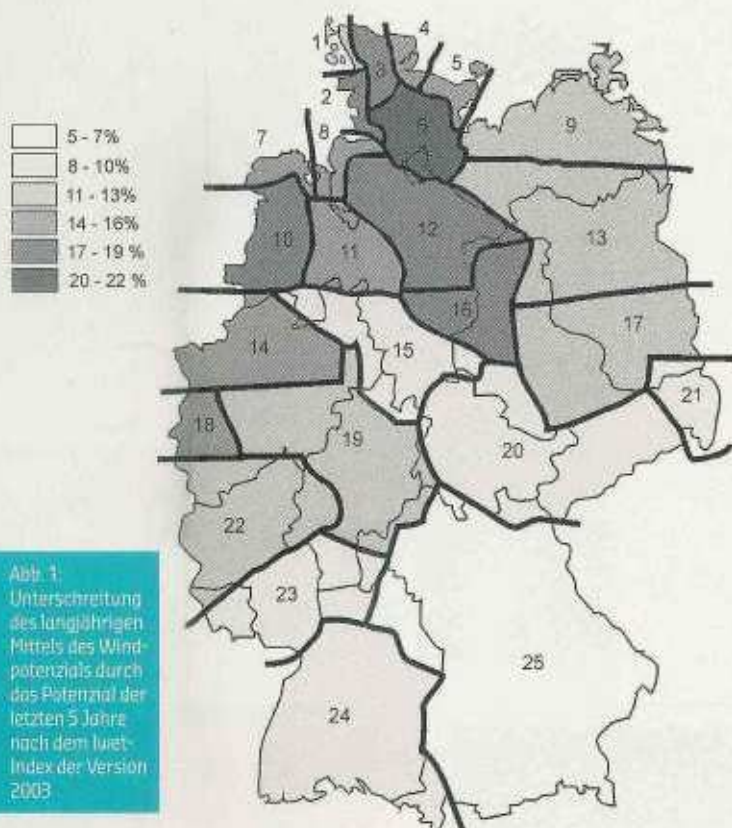 1
4
5
3
2
6
9
7
8
5 - 7%
8 - 10%
11 - 13%
14 - 16%
17 - 19 %
20 - 22 %
10
11
12
13
14
15
16
17
21
18
19
20
22
23
25
24
Abb. 1:
Unterschreitung
des langjährigen
Mittels des Wind-
potenzials durch
das Potenzial der
letzten 5 Jahre
nach dem Iwet-
Index der Version
2003